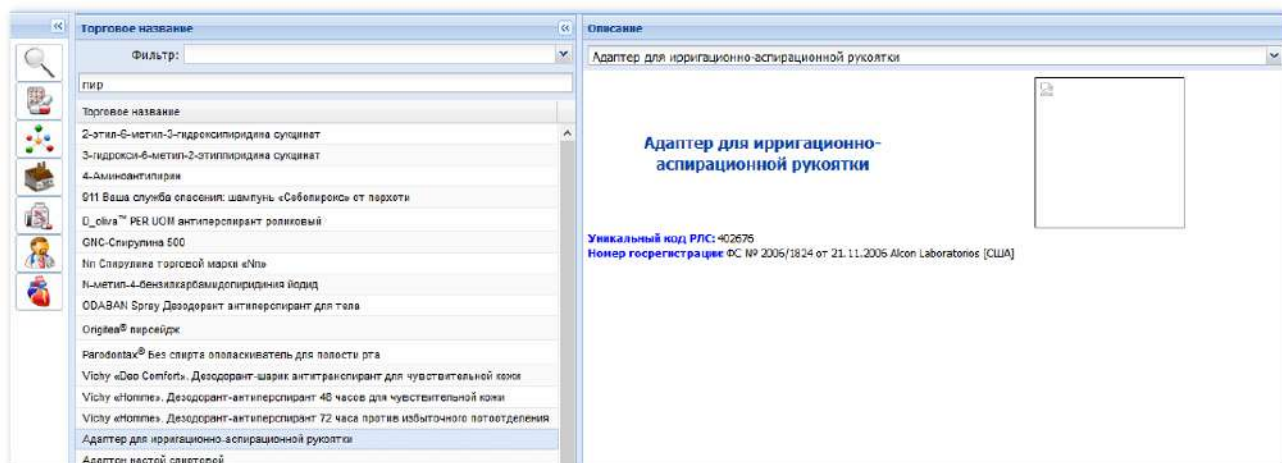 Торговое название
Фильтр:
пир
Торговое название
2-этил-6-метил-3-гидроксипиридина сукцинат
3-гидрокси-6-метил-2-этилпиридина сукцинат
4-Аминоантипирин
911 Ваша служба спасения: шампунь «Себопирокс» от перхоти
D_oliva™ PER UOM антиперспирант роликовый
GNC-Спирулина 500
Nn Спирулина торговой марки «Nn»
N-метил-4-бензилкарбамидопиридиния йодид
ODABAN Spray Дезодорант антиперспирант для тела
Origitea® пирсейдж
Parodontax® Без спирта ополаскиватель для полости рта
Vichy «Deo Comfort». Дезодорант-шарик антитранспирант для чувствительной кожи
Vichy «Homme». Дезодорант-антиперспирант 48 часов для чувствительной кожи
Vichy «Homme». Дезодорант-антиперспирант 72 часа против избыточного потоотделения
Адаптер для ирригационно-аспирационной рукоятки
Адаптон настой спиртовой
Описание
Адаптер для ирригационно-аспирационной рукоятки
Адаптер для ирригационно-
аспирационной рукоятки
Уникальный код РЛС: 402676
Номер госрегистрации: ФС № 2006/1824 от 21.11.2006 Alcon Laboratorios [США]